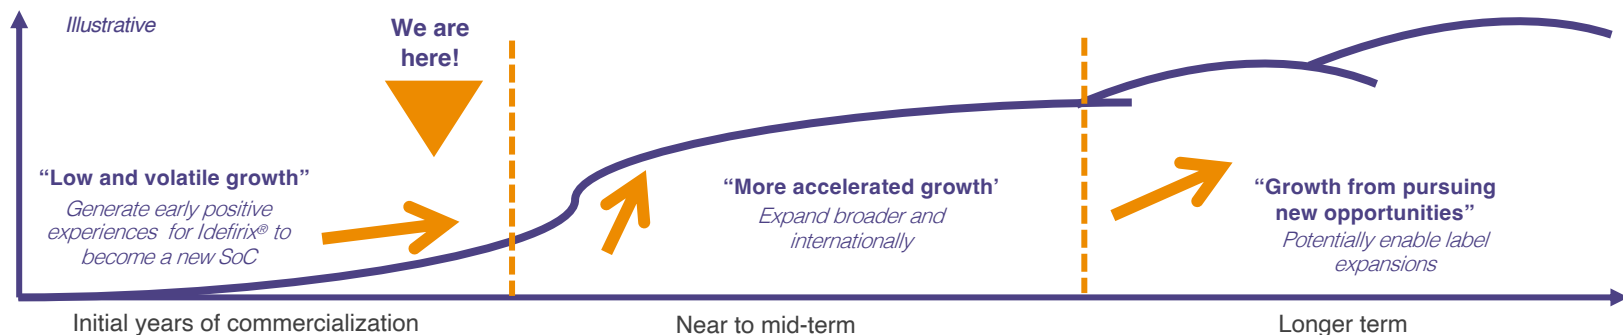 Illustrative
We are
here!
“Low and volatile growth”
Generate early positive
experiences for Idefirix® to
become a new SoC
“More accelerated growth’
Expand broader and
internationally
“Growth from pursuing
new opportunities”
Potentially enable label
expansions
Initial years of commercialization
Near to mid-term
Longer term